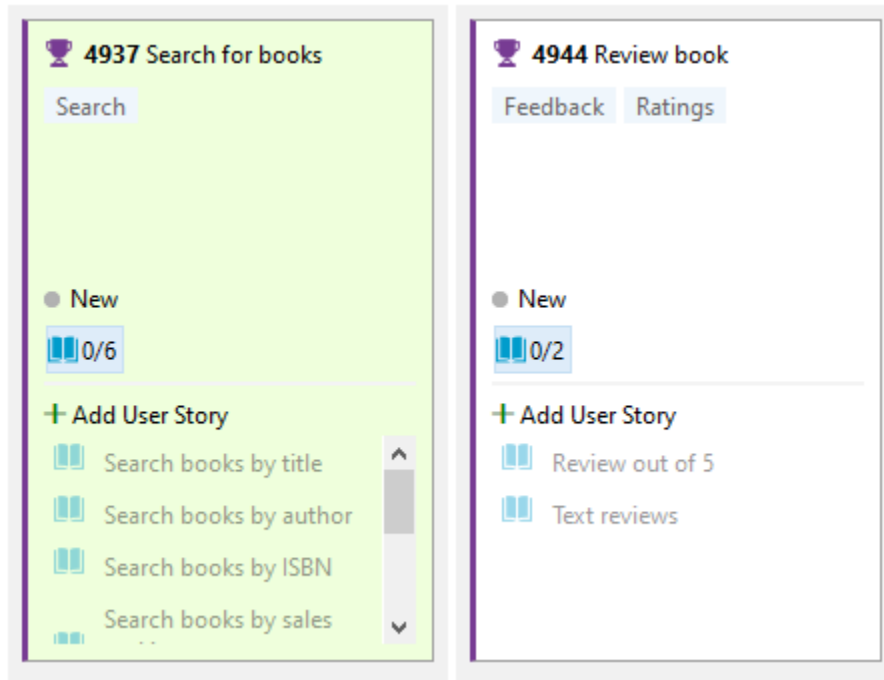 4937 Search for books
Search
New
0/6
Add User Story
Search books by title
Search books by author
Search books by ISBN
Search books by sales
4944 Review book
Feedback Ratings
New
0/2
Add User Story
Review out of 5
Text reviews